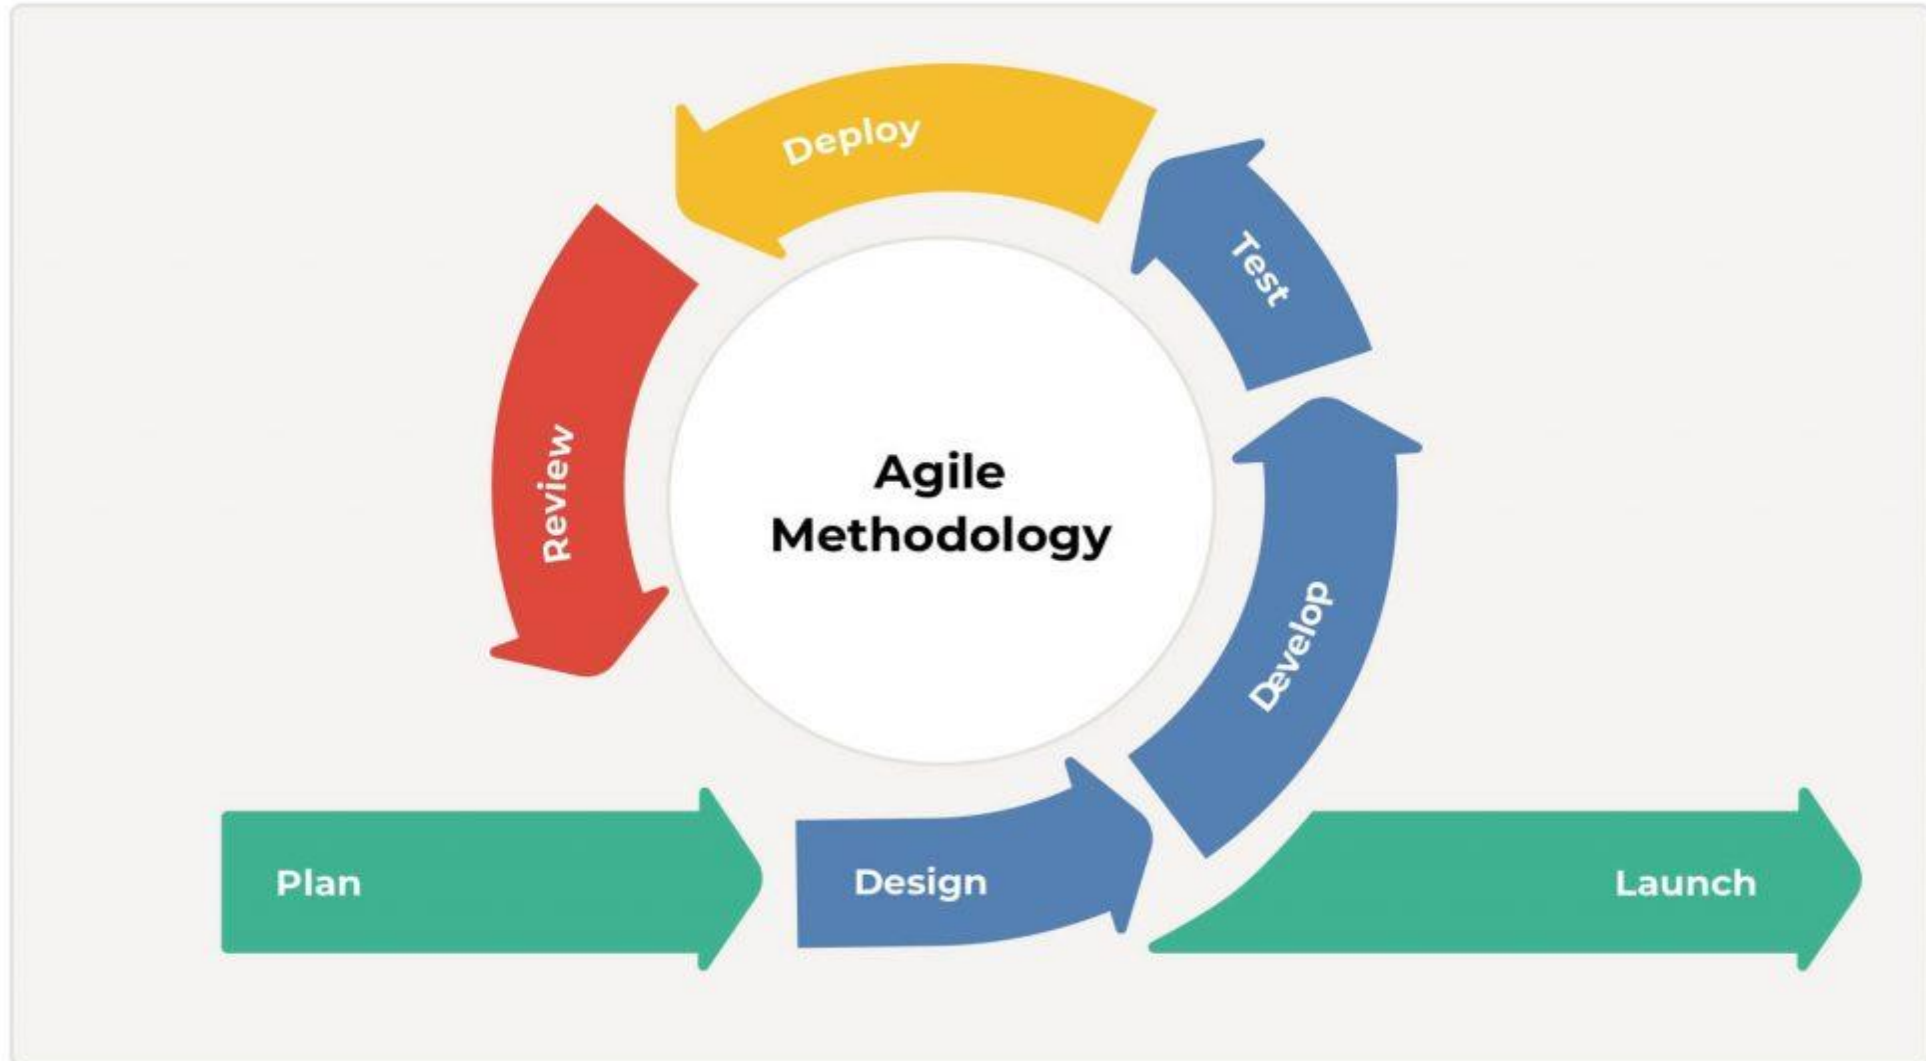 Deploy
Test
Review
Agile
Methodology
Develop
Plan
Design
Launch